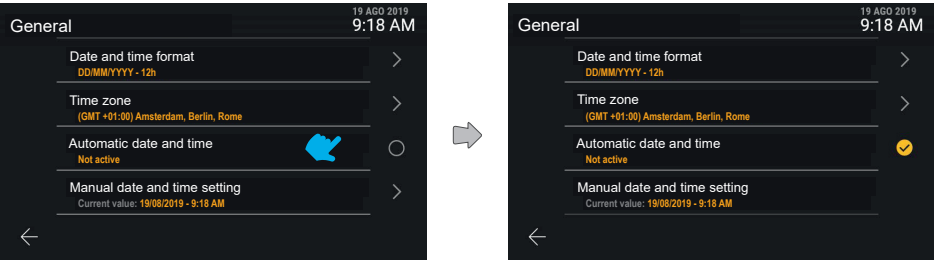 19 AGO 2019
General 9:18 AM
Date and time format
DD/MM/YYYY - 12h
Time zone
(GMT +01:00) Amsterdam, Berlin, Rome
Automatic date and time
Not active
Manual date and time setting
Current value: 19/08/2019 - 9:18 AM
19 AGO 2019
General 9:18 AM
Date and time format
DD/MM/YYYY - 12h
Time zone
(GMT +01:00) Amsterdam, Berlin, Rome
Automatic date and time
Not active
Manual date and time setting
Current value: 19/08/2019 - 9:18 AM